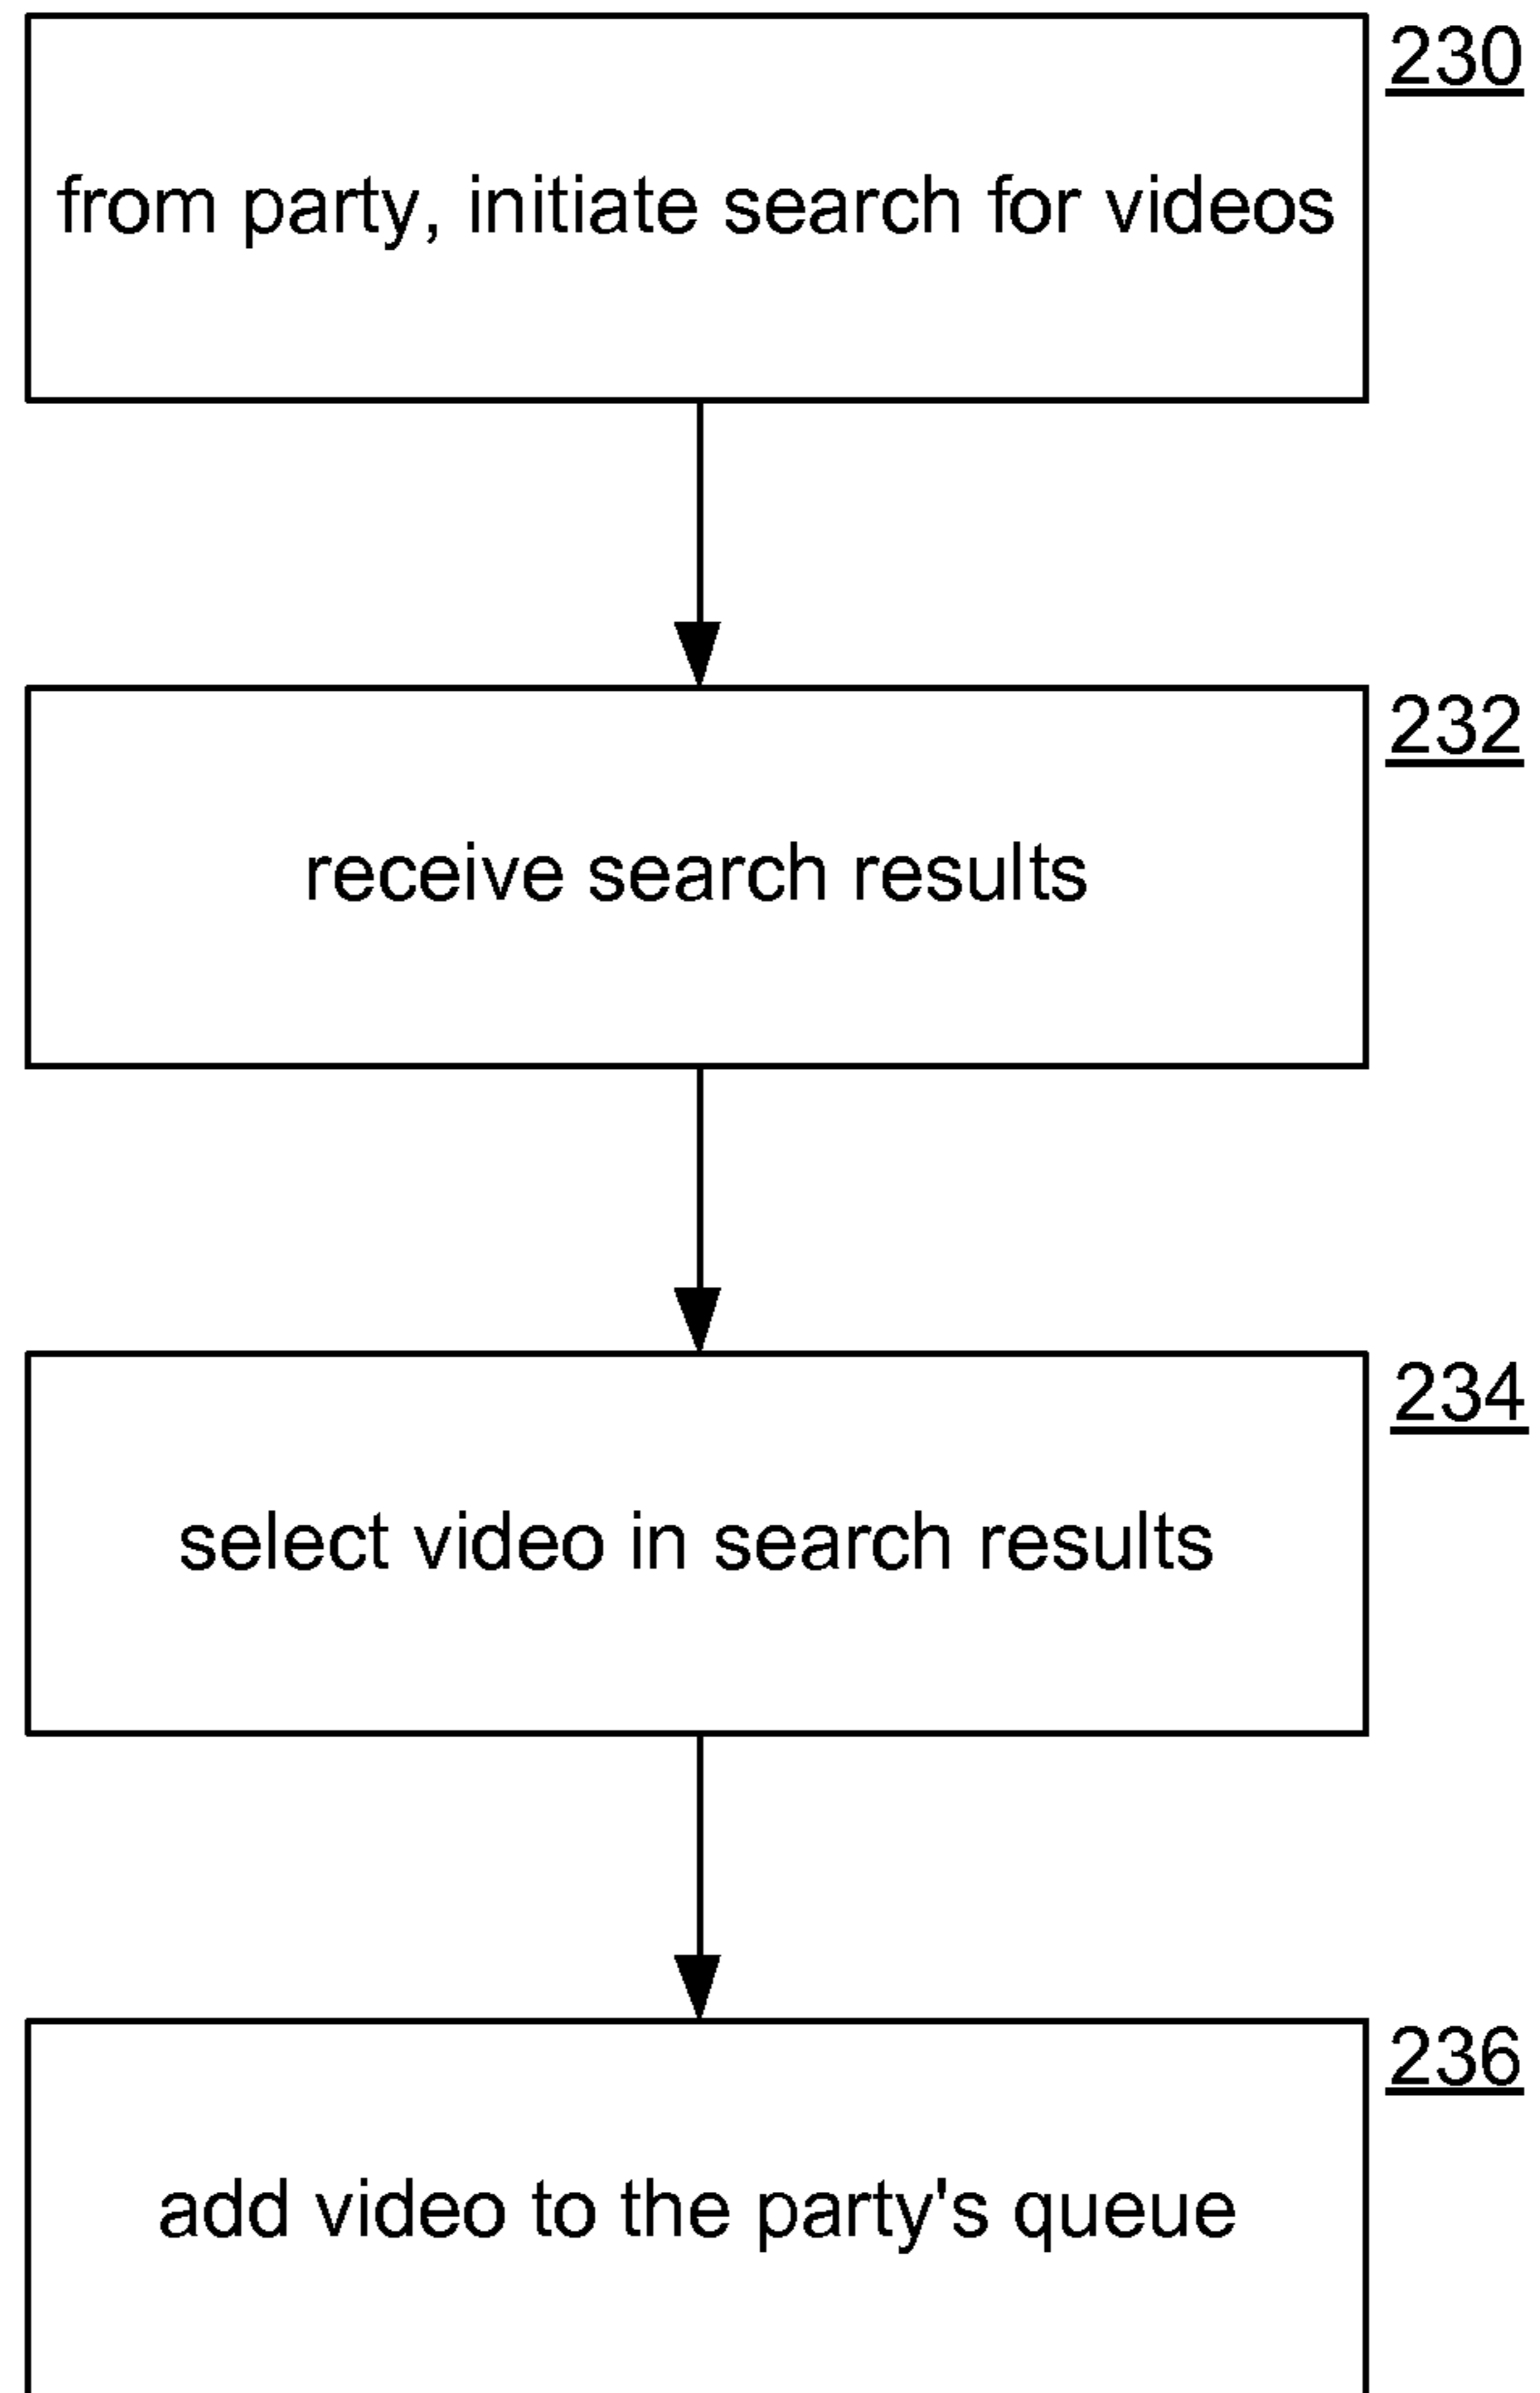 230
from party, initiate search for videos
232
receive search results
234
select video in search results
236
add video to the party's queue